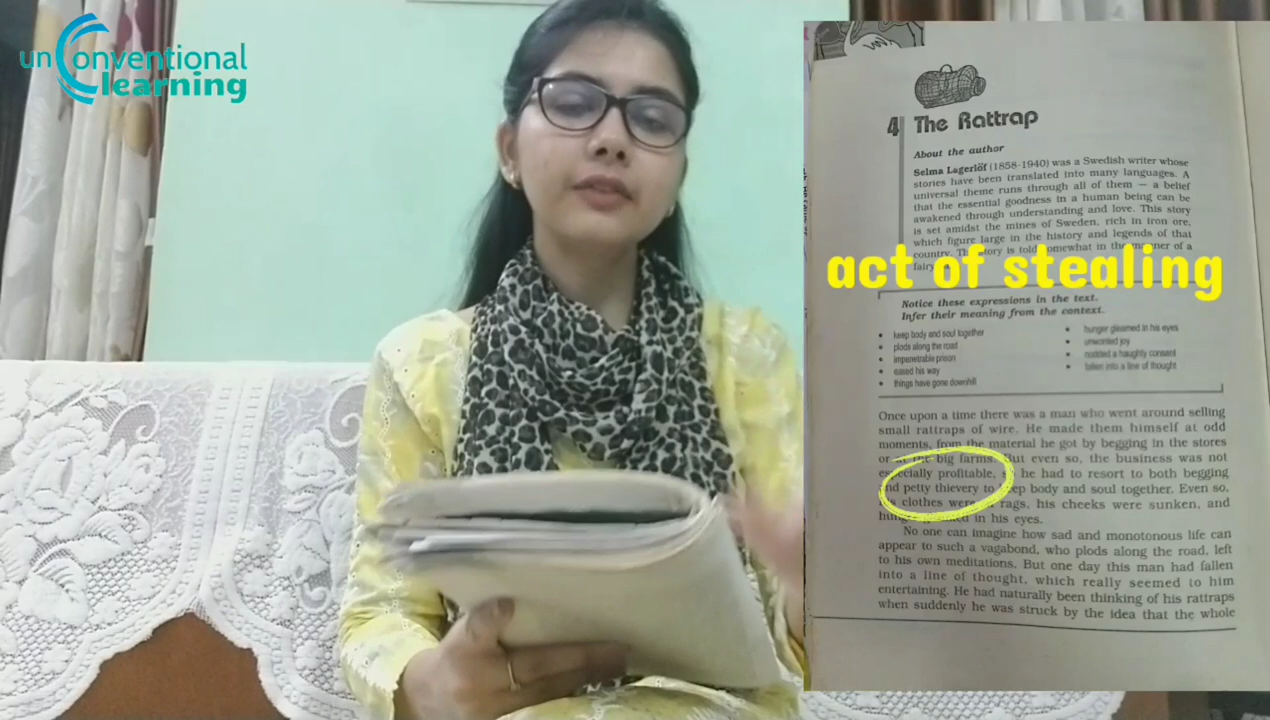 unConventional
learning
4 The Rattrap
About the author
Selma Lagerlöf (1858-1940) was a Swedish writer whose
stories have been translated into many languages. A
universal theme runs through all of them — a belief
that the essential goodness in a human being can be
awakened through understanding and love. This story
is set amidst the mines of Sweden, rich in iron ore,
which figure large in the history and legends of that
country. story is told somewhat in the of a
fairy
act of stealing
Notice these expressions in the text.
Infer their meaning from the context.
• keep body and soul together
• plods along the road
• impenetrable prison
• eased his way
• things have gone downhill
• hunger gleamed in his eyes
• unwonted joy
• nodded a haughty consent
• fallen into a line of thought
Once upon a time there was a man who went around selling
small rattraps of wire. He made them himself at odd
moments, from the material he got by begging in the stores
or at the big farms. But even so, the business was not
especially profitable, he had to resort to both begging
and petty thievery to keep body and soul together. Even so,
his clothes were rags, his cheeks were sunken, and
hunger in his eyes.
No one can imagine how sad and monotonous life can
appear to such a vagabond, who plods along the road, left
to his own meditations. But one day this man had fallen
into a line of thought, which really seemed to him
entertaining. He had naturally been thinking of his rattraps
when suddenly he was struck by the idea that the whole